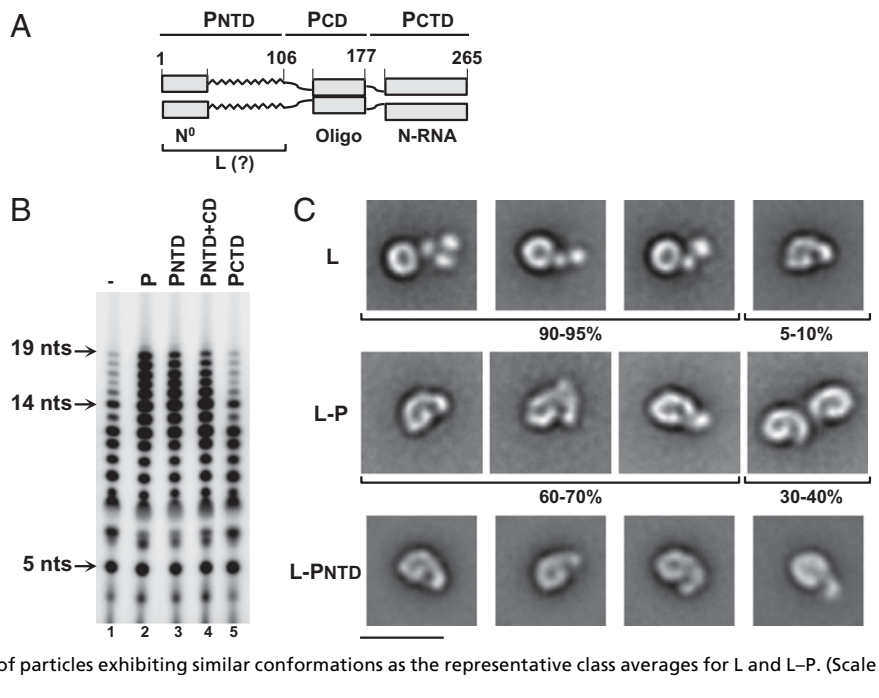 A
PNTD PCD PCTD
1 106 177 265
N⁰ Oligo N-RNA
L (?)
B
- P PNTD PNTD+CD PCTD
19 nts
14 nts
5 nts
1 2 3 4 5
C
L
90-95% 5-10%
L-P
60-70% 30-40%
L-PNTD
of particles exhibiting similar conformations as the representative class averages for L and L–P. (Scale